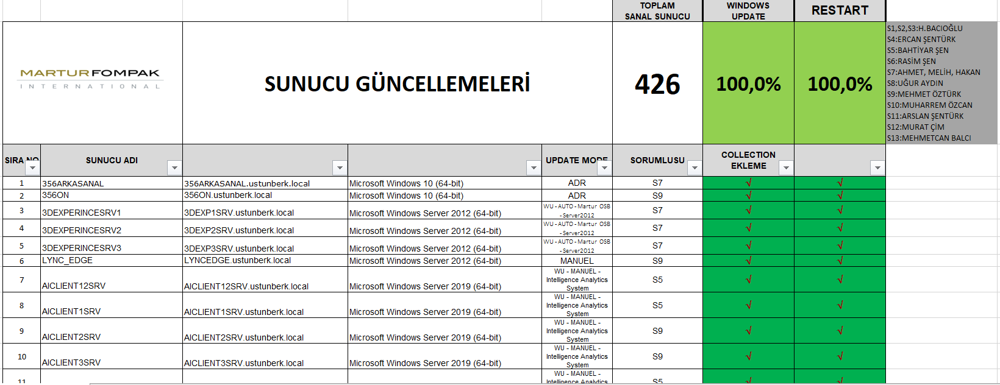 TOPLAM
SANAL SUNUCU
WINDOWS
UPDATE
RESTART
MARTURFOMPAK
INTERNATIONAL
SUNUCU GÜNCELLEMELERİ
426
100,0%
100,0%
S1,S2,S3:H.BACIOĞLU
S4:ERCAN ŞENTÜRK
S5:BAHTİYAR ŞEN
S6:RASİM ŞEN
S7:AHMET, MELİH, HAKAN
S8:UĞUR AYDIN
S9:MEHMET ÖZTÜRK
S10:MUHARREM ÖZCAN
S11:ARSLAN ŞENTÜRK
S12:MURAT ÇİM
S13:MEHMETCAN BALCI
SIRA NO
SUNUCU ADI
UPDATE MODE
SORUMLUSU
COLLECTION
EKLEME
1 356ARKASANAL 356ARKASANAL.ustunberk.local Microsoft Windows 10 (64-bit) ADR S7 √ √
2 356ON 356ON.ustunberk.local Microsoft Windows 10 (64-bit) ADR S9 √ √
3 3DEXPERINCESRV1 3DEXP1SRV.ustunberk.local Microsoft Windows Server 2012 (64-bit) WU - AUTO - Martur OSB
- Server2012 S7 √ √
4 3DEXPERINCESRV2 3DEXP2SRV.ustunberk.local Microsoft Windows Server 2012 (64-bit) WU - AUTO - Martur OSB
- Server2012 S7 √ √
5 3DEXPERINCESRV3 3DEXP3SRV.ustunberk.local Microsoft Windows Server 2012 (64-bit) WU - AUTO - Martur OSB
- Server2012 S7 √ √
6 LYNC_EDGE LYNCEDGE.ustunberk.local Microsoft Windows Server 2012 (64-bit) MANUEL S9 √ √
7 AICLIENT12SRV AICLIENT12SRV.ustunberk.local Microsoft Windows Server 2019 (64-bit) WU - MANUEL -
Intelligence Analytics
System S5 √ √
8 AICLIENT1SRV AICLIENT1SRV.ustunberk.local Microsoft Windows Server 2019 (64-bit) WU - MANUEL -
Intelligence Analytics
System S5 √ √
9 AICLIENT2SRV AICLIENT2SRV.ustunberk.local Microsoft Windows Server 2019 (64-bit) WU - MANUEL -
Intelligence Analytics
System S9 √ √
10 AICLIENT3SRV AICLIENT3SRV.ustunberk.local Microsoft Windows Server 2019 (64-bit) WU - MANUEL -
Intelligence Analytics
System S9 √ √
11 WU - MANUEL -
Intelligence Analytics S5 √ √